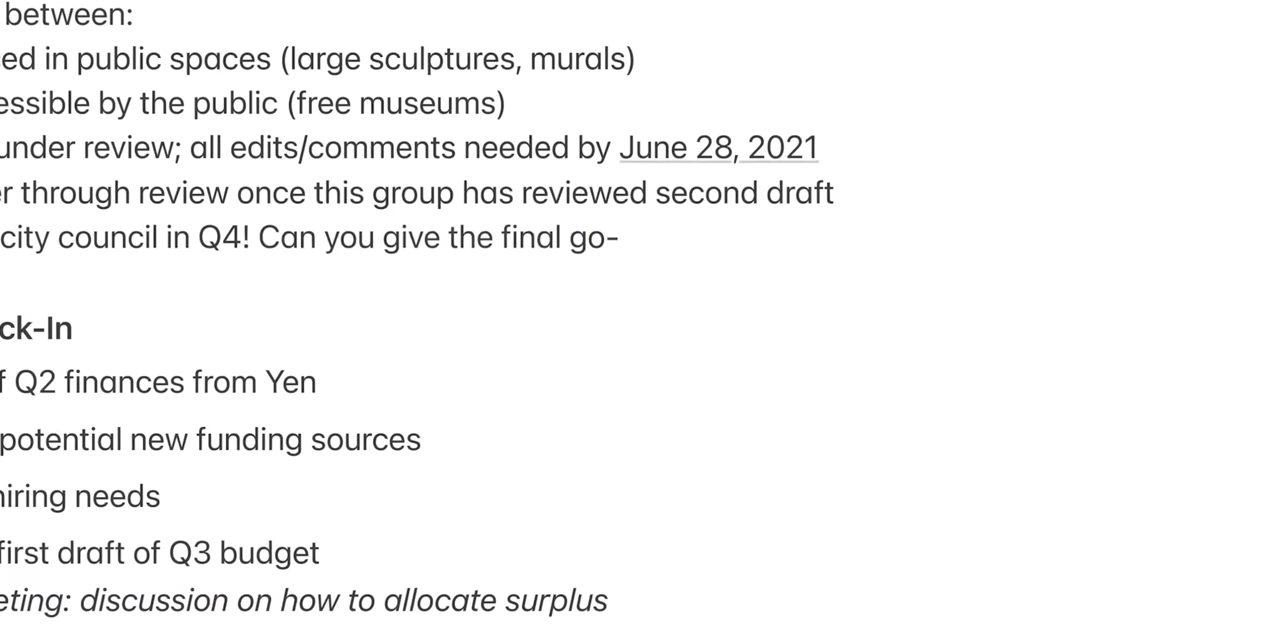 between:
ed in public spaces (large sculptures, murals)
essible by the public (free museums)
under review; all edits/comments needed by June 28, 2021
r through review once this group has reviewed second draft
city council in Q4! Can you give the final go-
ck-In
f Q2 finances from Yen
potential new funding sources
hiring needs
first draft of Q3 budget
eting: discussion on how to allocate surplus